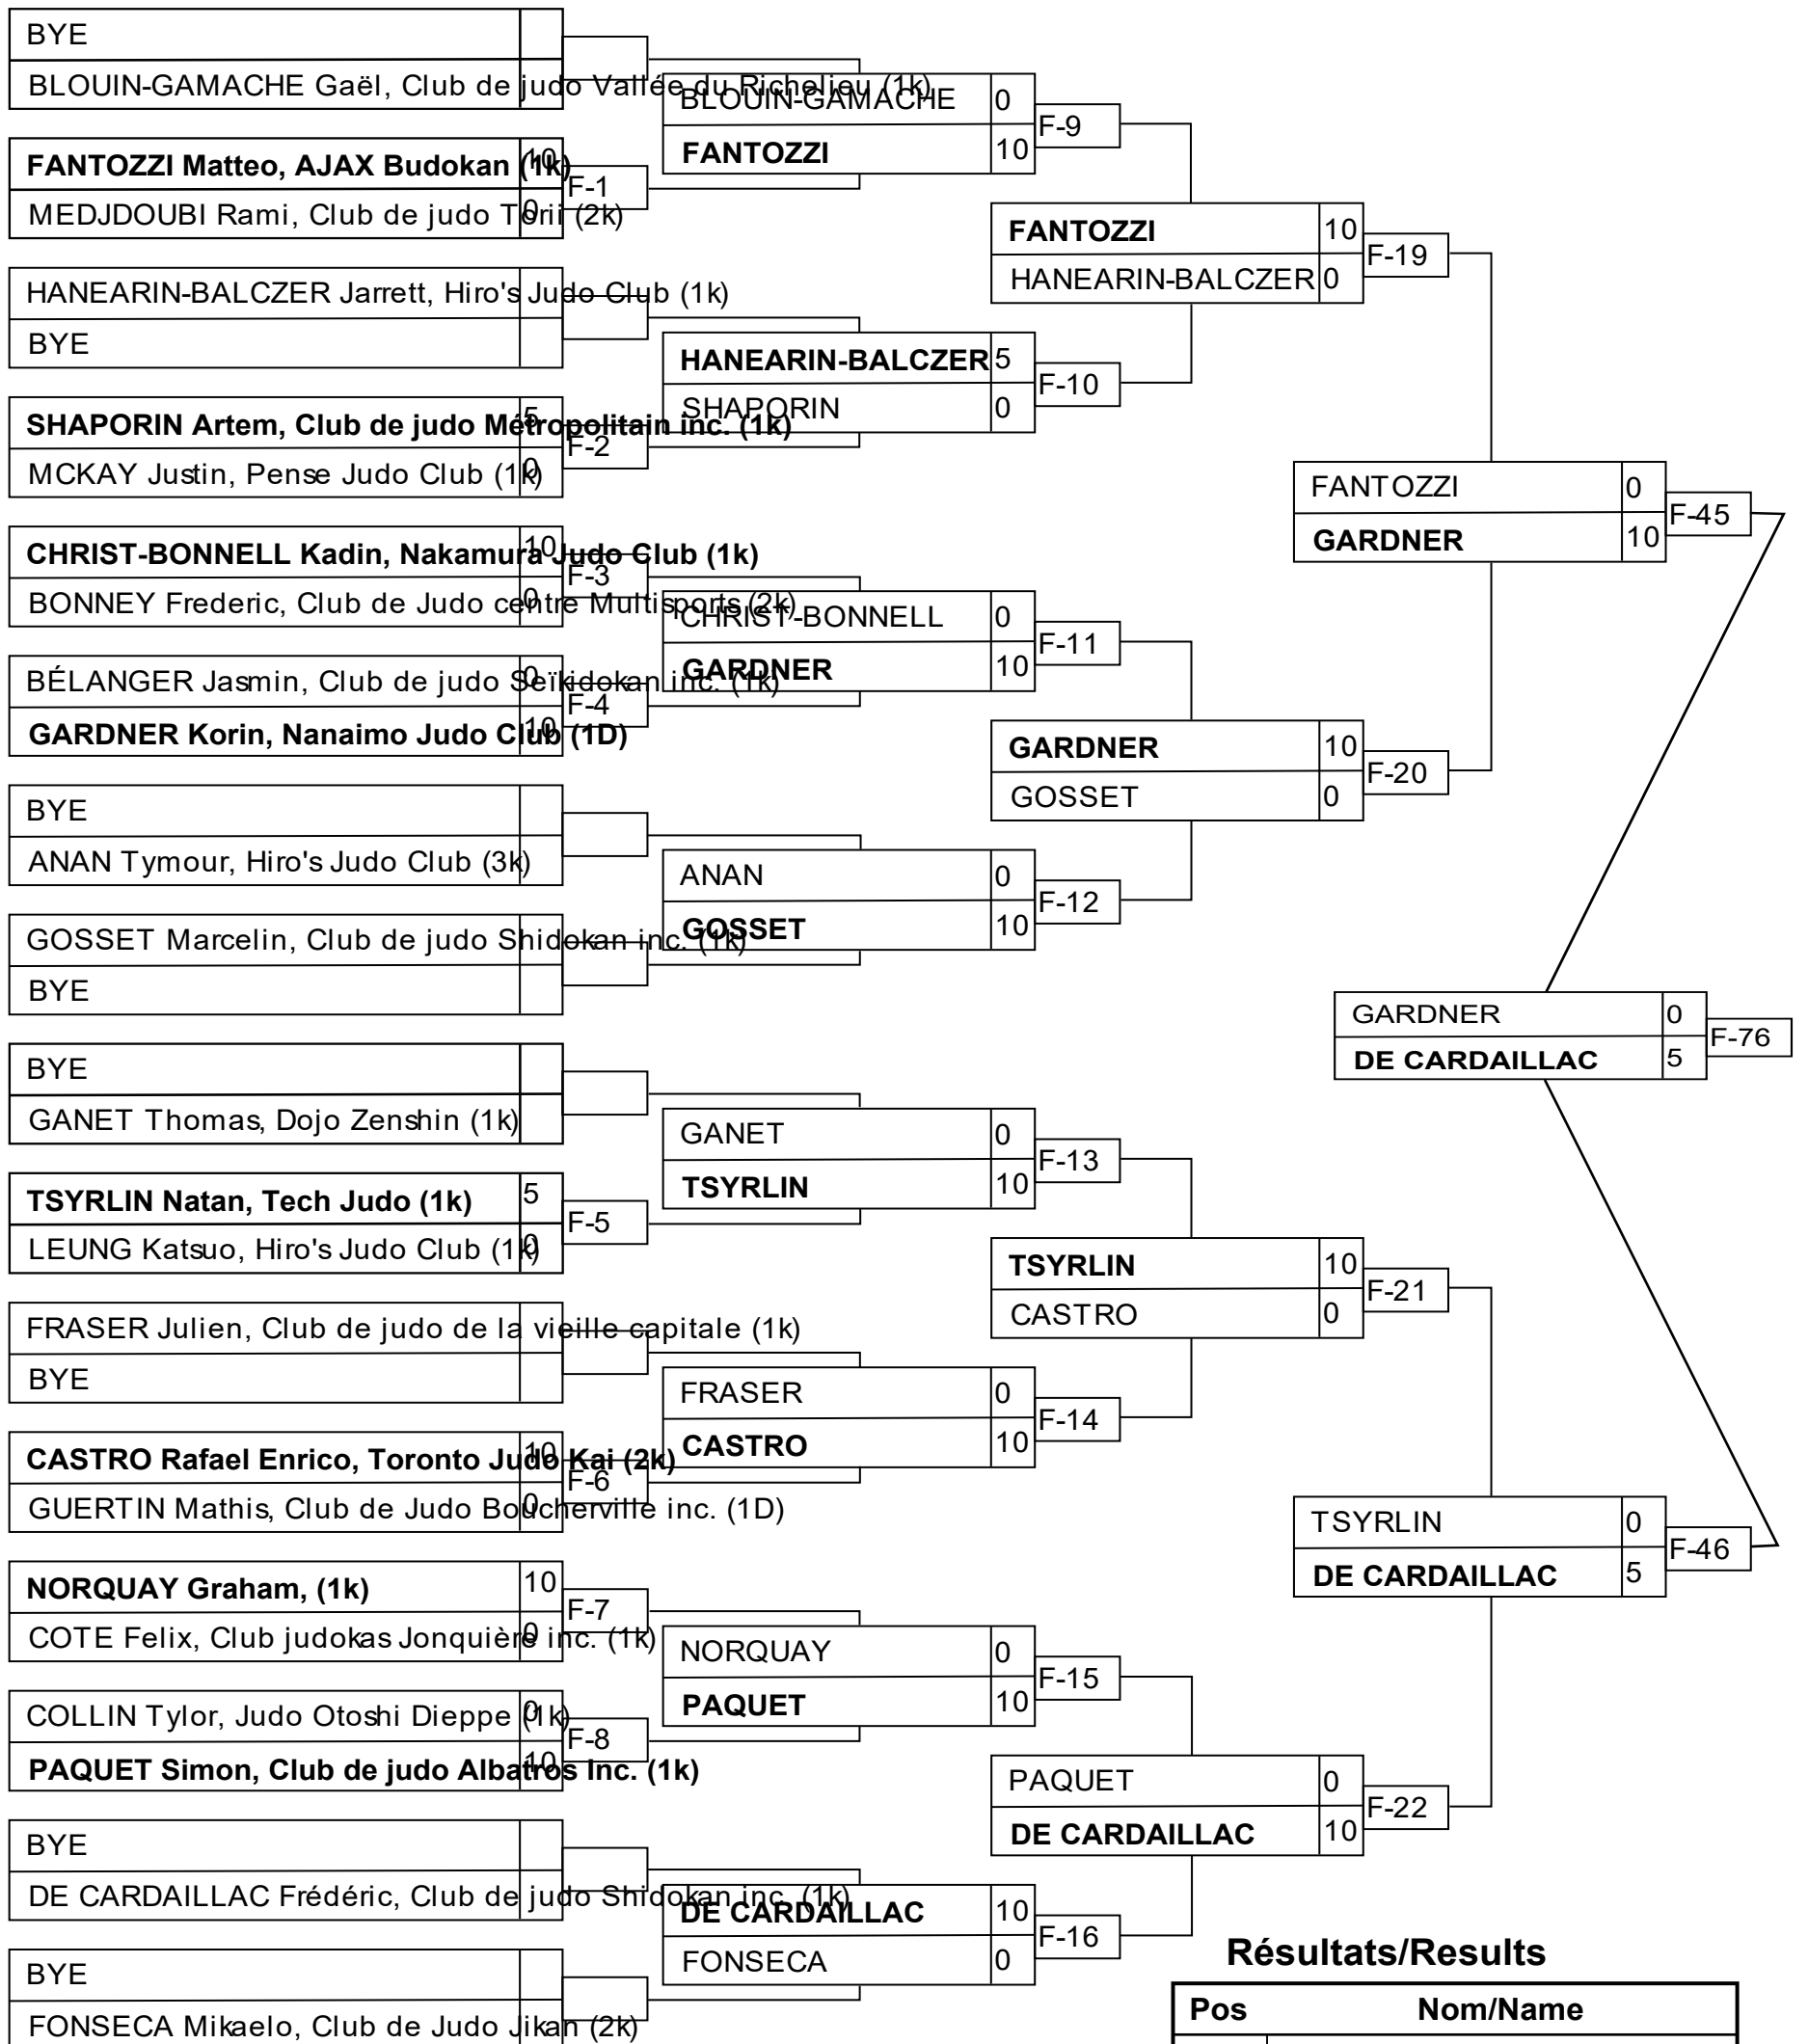 BYE
BLOUIN-GAMACHE Gaël, Club de judo Vallée du Richelieu (1k)
FANTOZZI Matteo, AJAX Budokan (1k) 10
F-1
MEDJDOUBI Rami, Club de judo Torii (2k) 0
HANEARIN-BALCZER Jarrett, Hiro's Judo Club (1k)
BYE
SHAPORIN Artem, Club de judo Métropolitain inc. (1k) 5
F-2
MCKAY Justin, Pense Judo Club (1k) 0
CHRIST-BONNELL Kadin, Nakamura Judo Club (1k) 10
F-3
BONNEY Frederic, Club de Judo centre Multisports (2k) 0
BÉLANGER Jasmin, Club de judo Seïkidokan inc. (1k) 0
F-4
GARDNER Korin, Nanaimo Judo Club (1D) 10
BYE
ANAN Tymour, Hiro's Judo Club (3k)
GOSSET Marcelin, Club de judo Shidokan inc. (1k)
BYE
BYE
GANET Thomas, Dojo Zenshin (1k)
TSYRLIN Natan, Tech Judo (1k) 5
F-5
LEUNG Katsuo, Hiro's Judo Club (1k) 0
FRASER Julien, Club de judo de la vieille capitale (1k)
BYE
CASTRO Rafael Enrico, Toronto Judo Kai (2k) 10
F-6
GUERTIN Mathis, Club de Judo Boucherville inc. (1D) 0
NORQUAY Graham, (1k) 10
F-7
COTE Felix, Club judokas Jonquière inc. (1k) 0
COLLIN Tylor, Judo Otoshi Dieppe (1k) 0
F-8
PAQUET Simon, Club de judo Albatros Inc. (1k) 10
BYE
DE CARDAILLAC Frédéric, Club de judo Shidokan inc. (1k)
BYE
FONSECA Mikaelo, Club de Judo Jikan (2k)
BLOUIN-GAMACHE 0
F-9
FANTOZZI 10
HANEARIN-BALCZER 5
F-10
SHAPORIN 0
CHRIST-BONNELL 0
F-11
GARDNER 10
ANAN 0
F-12
GOSSET 10
GANET 0
F-13
TSYRLIN 10
FRASER 0
F-14
CASTRO 10
NORQUAY 0
F-15
PAQUET 10
DE CARDAILLAC 10
F-16
FONSECA 0
FANTOZZI 10
F-19
HANEARIN-BALCZER 0
GARDNER 10
F-20
GOSSET 0
TSYRLIN 10
F-21
CASTRO 0
PAQUET 0
F-22
DE CARDAILLAC 10
FANTOZZI 0
F-45
GARDNER 10
TSYRLIN 0
F-46
DE CARDAILLAC 5
GARDNER 0
F-76
DE CARDAILLAC 5
Résultats/Results
Pos Nom/Name